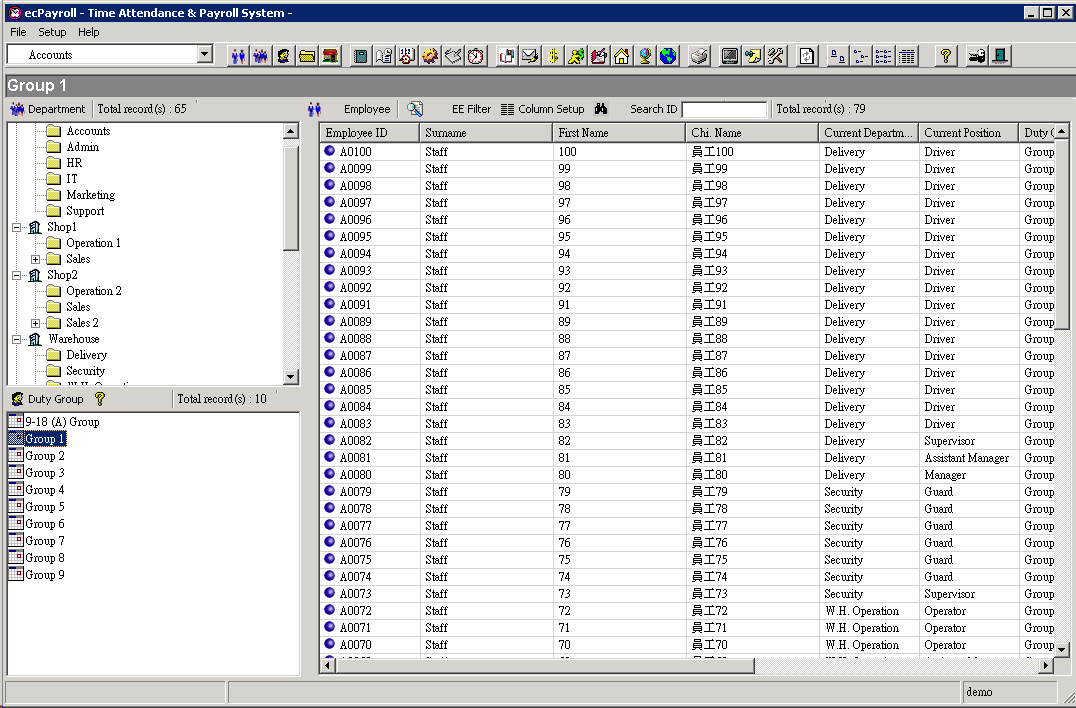 ecPayroll - Time Attendance & Payroll System -
File Setup Help
Accounts
Group 1
Department Total record(s) : 65 Employee EE Filter Column Setup Search ID Total record(s) : 79
Accounts
Admin
HR
IT
Marketing
Support
Shop1
Operation 1
Sales
Shop2
Operation 2
Sales
Sales 2
Warehouse
Delivery
Security
Duty Group Total record(s) : 10
9-18 (A) Group
Group 1
Group 2
Group 3
Group 4
Group 5
Group 6
Group 7
Group 8
Group 9
Employee ID Surname First Name Chi. Name Current Departm... Current Position Duty
A0100 Staff 100 員工100 Delivery Driver Group
A0099 Staff 99 員工99 Delivery Driver Group
A0098 Staff 98 員工98 Delivery Driver Group
A0097 Staff 97 員工97 Delivery Driver Group
A0096 Staff 96 員工96 Delivery Driver Group
A0095 Staff 95 員工95 Delivery Driver Group
A0094 Staff 94 員工94 Delivery Driver Group
A0093 Staff 93 員工93 Delivery Driver Group
A0092 Staff 92 員工92 Delivery Driver Group
A0091 Staff 91 員工91 Delivery Driver Group
A0089 Staff 89 員工89 Delivery Driver Group
A0088 Staff 88 員工88 Delivery Driver Group
A0087 Staff 87 員工87 Delivery Driver Group
A0086 Staff 86 員工86 Delivery Driver Group
A0085 Staff 85 員工85 Delivery Driver Group
A0084 Staff 84 員工84 Delivery Driver Group
A0083 Staff 83 員工83 Delivery Driver Group
A0082 Staff 82 員工82 Delivery Supervisor Group
A0081 Staff 81 員工81 Delivery Assistant Manager Group
A0080 Staff 80 員工80 Delivery Manager Group
A0079 Staff 79 員工79 Security Guard Group
A0078 Staff 78 員工78 Security Guard Group
A0077 Staff 77 員工77 Security Guard Group
A0076 Staff 76 員工76 Security Guard Group
A0075 Staff 75 員工75 Security Guard Group
A0074 Staff 74 員工74 Security Guard Group
A0073 Staff 73 員工73 Security Supervisor Group
A0072 Staff 72 員工72 W.H. Operation Operator Group
A0071 Staff 71 員工71 W.H. Operation Operator Group
A0070 Staff 70 員工70 W.H. Operation Operator Group
demo